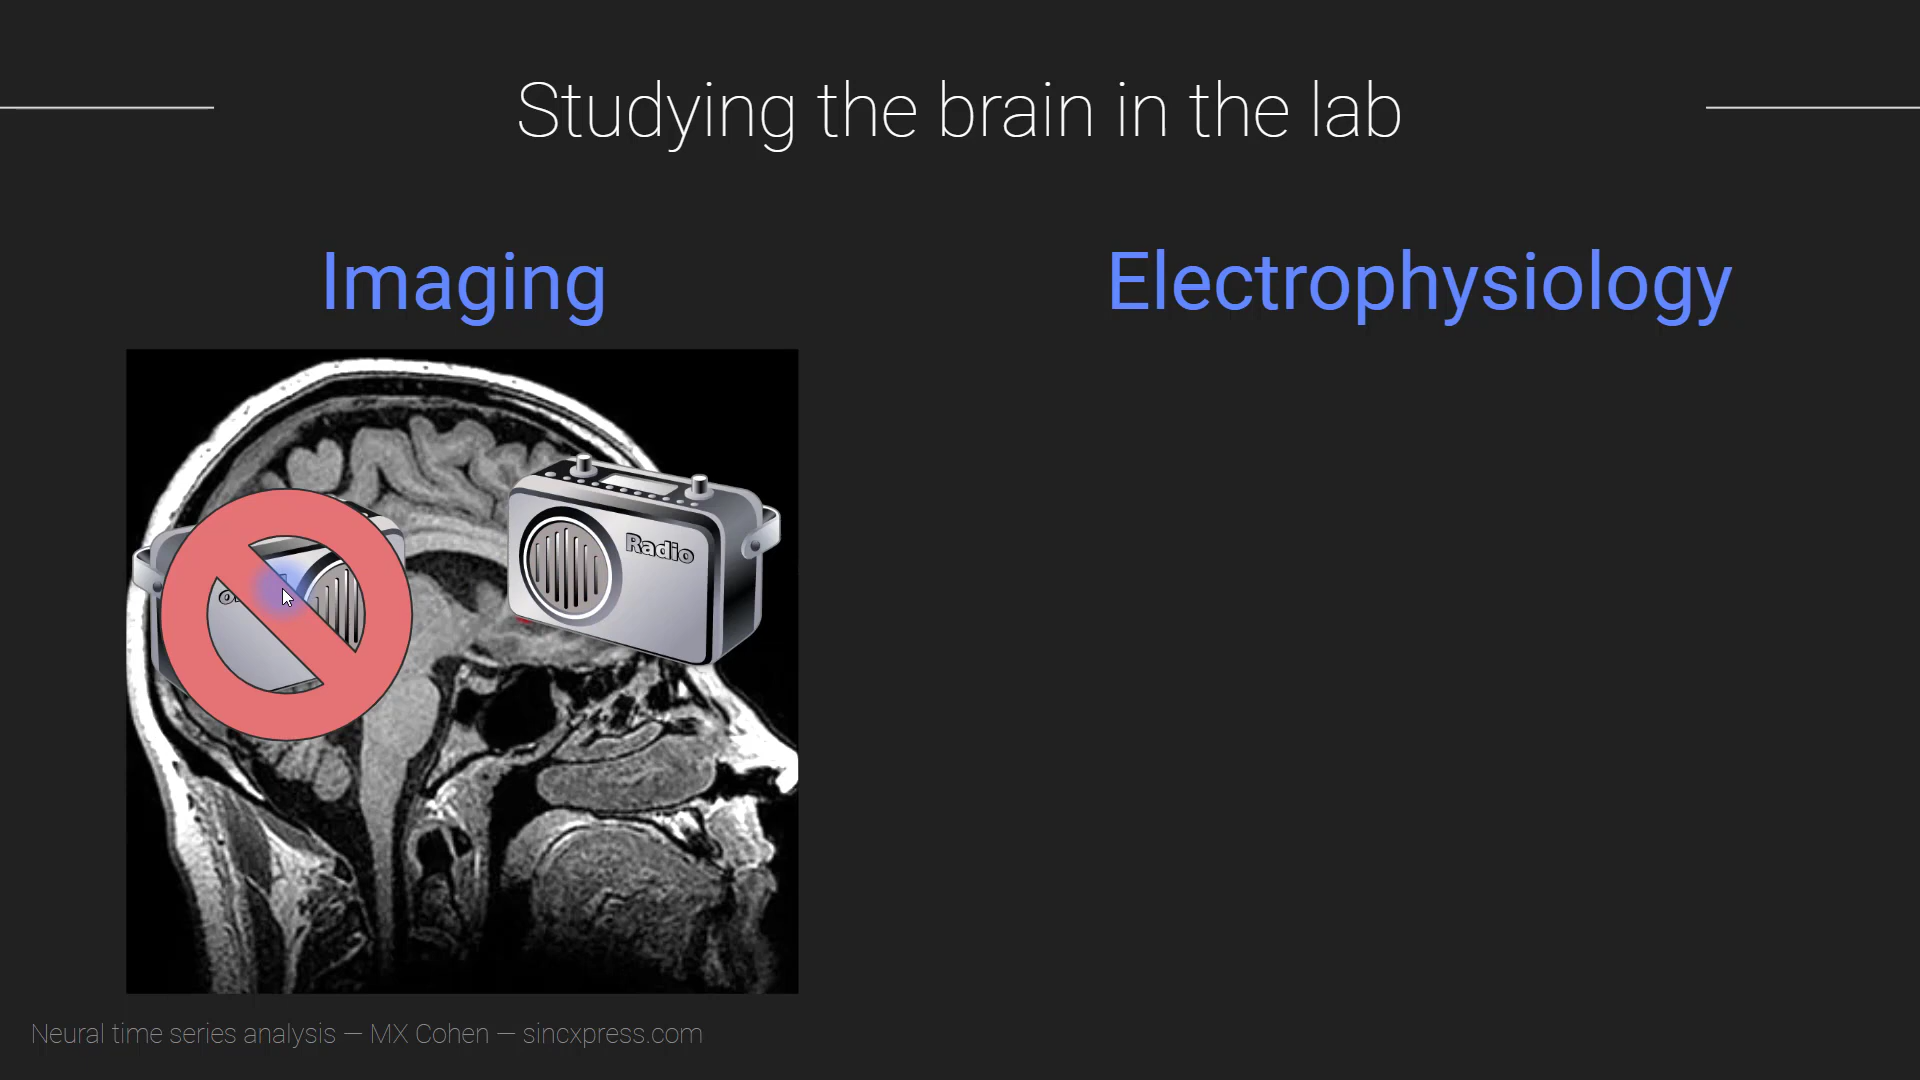 Studying the brain in the lab
Imaging
Electrophysiology
Radio
Neural time series analysis — MX Cohen — sincxpress.com